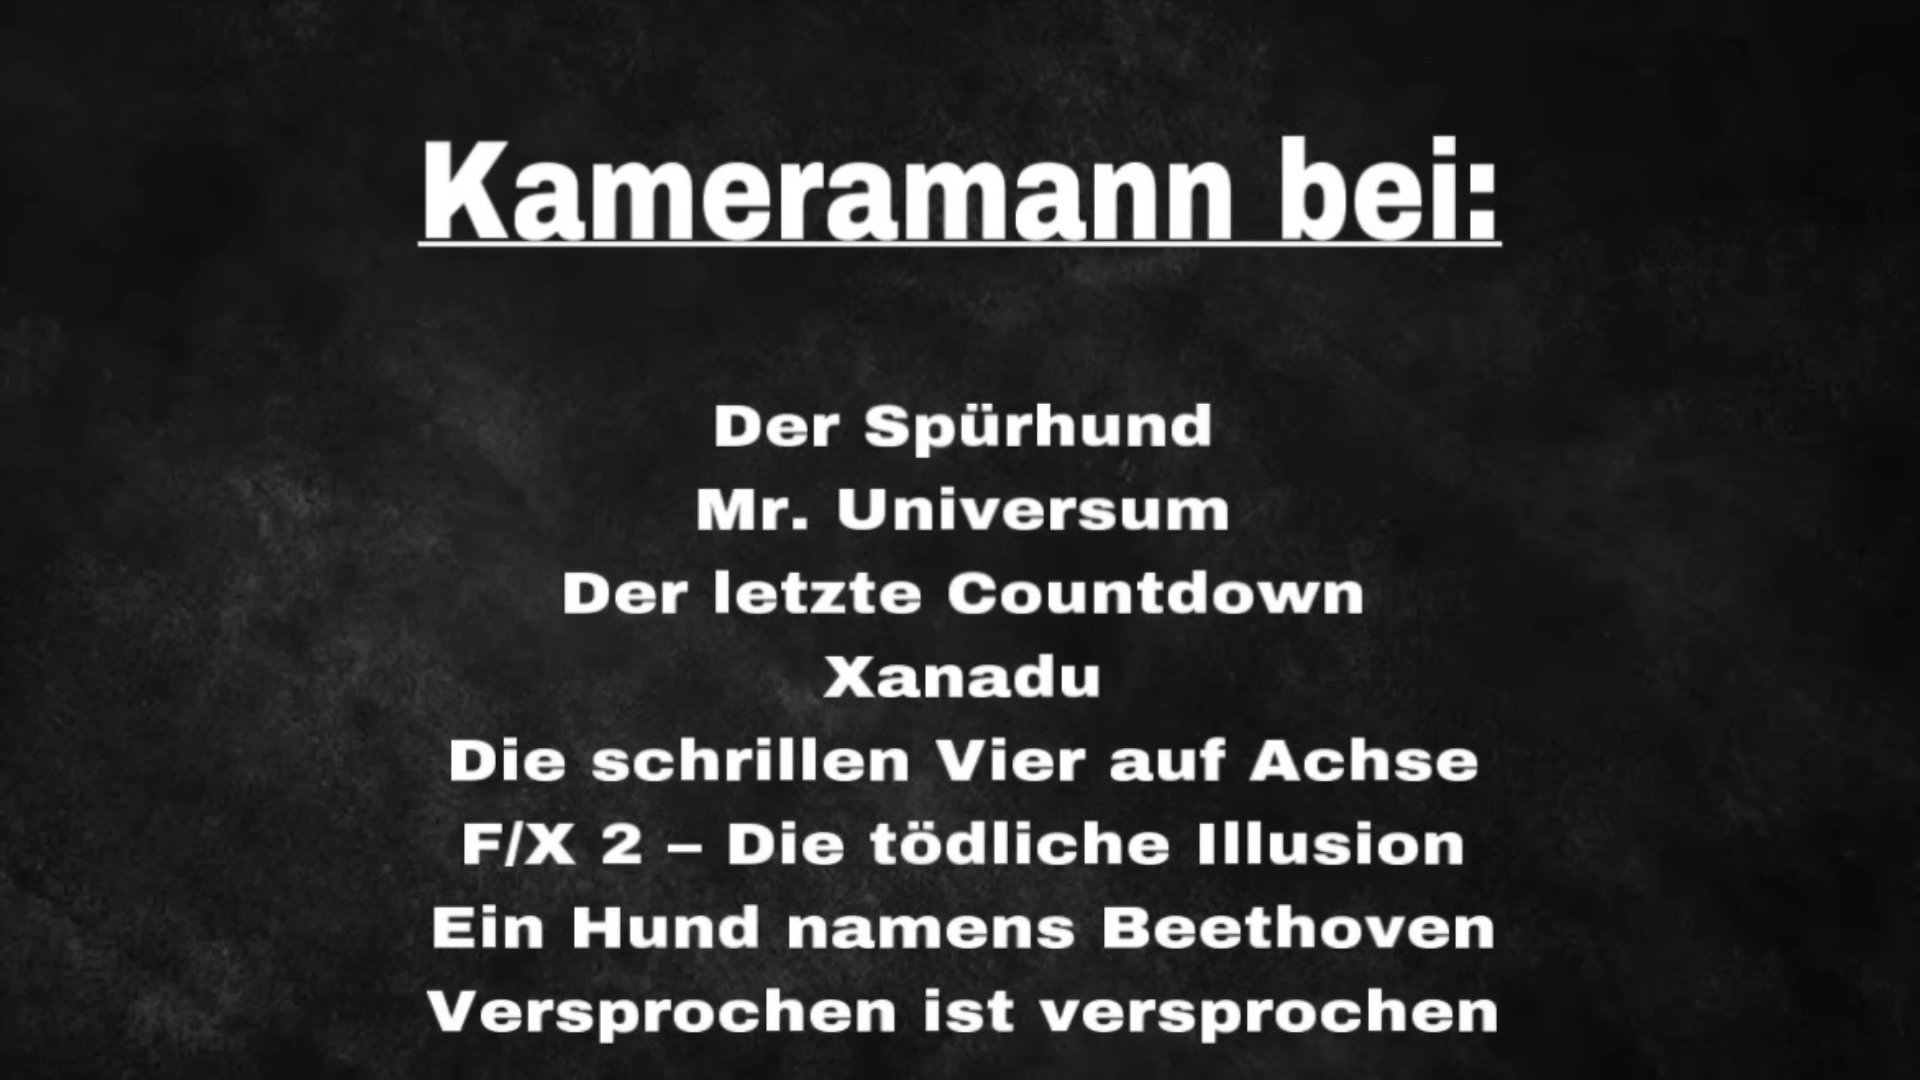 Kameramann bei:
Der Spürhund
Mr. Universum
Der letzte Countdown
Xanadu
Die schrillen Vier auf Achse
F/X 2 – Die tödliche Illusion
Ein Hund namens Beethoven
Versprochen ist versprochen